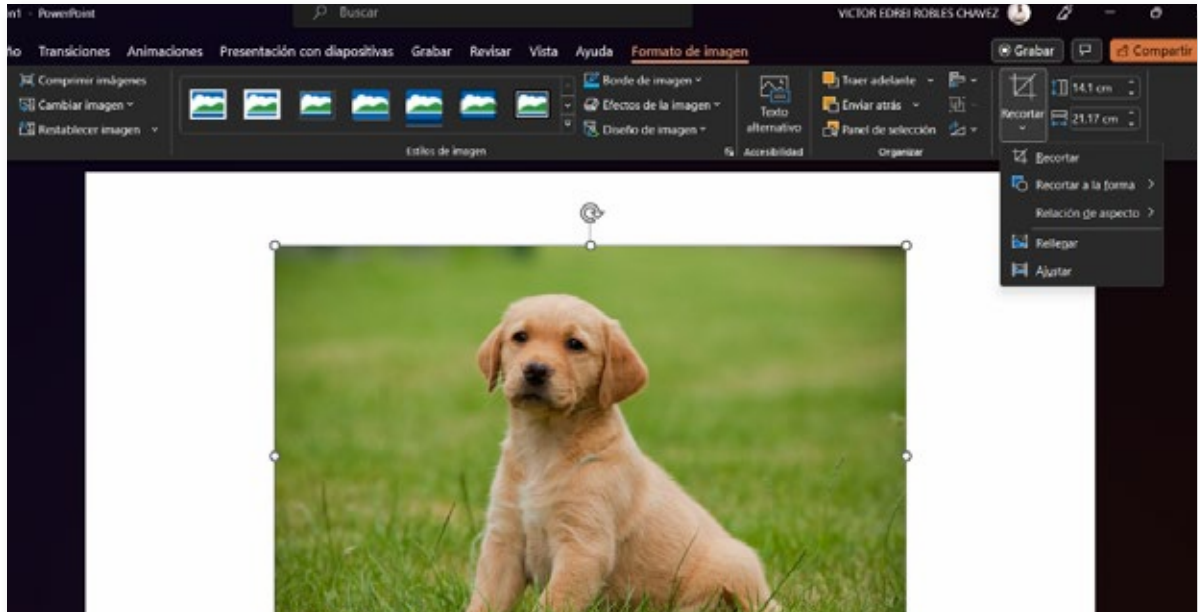 n1 - PowerPoint
Buscar
VICTOR EDREI ROBLES CHAVEZ
ño Transiciones Animaciones Presentación con diapositivas Grabar Revisar Vista Ayuda Formato de imagen
Grabar
Compartir
Comprimir imágenes
Cambiar imagen
Restablecer imagen
Estilos de imagen
Borde de imagen
Efectos de la imagen
Diseño de imagen
Texto
alternativo
Accesibilidad
Traer adelante
Enviar atrás
Panel de selección
Organizar
Recortar
14.1 cm
21.17 cm
Recortar
Recortar a la forma
Relación de aspecto
Rellegar
Ajustar